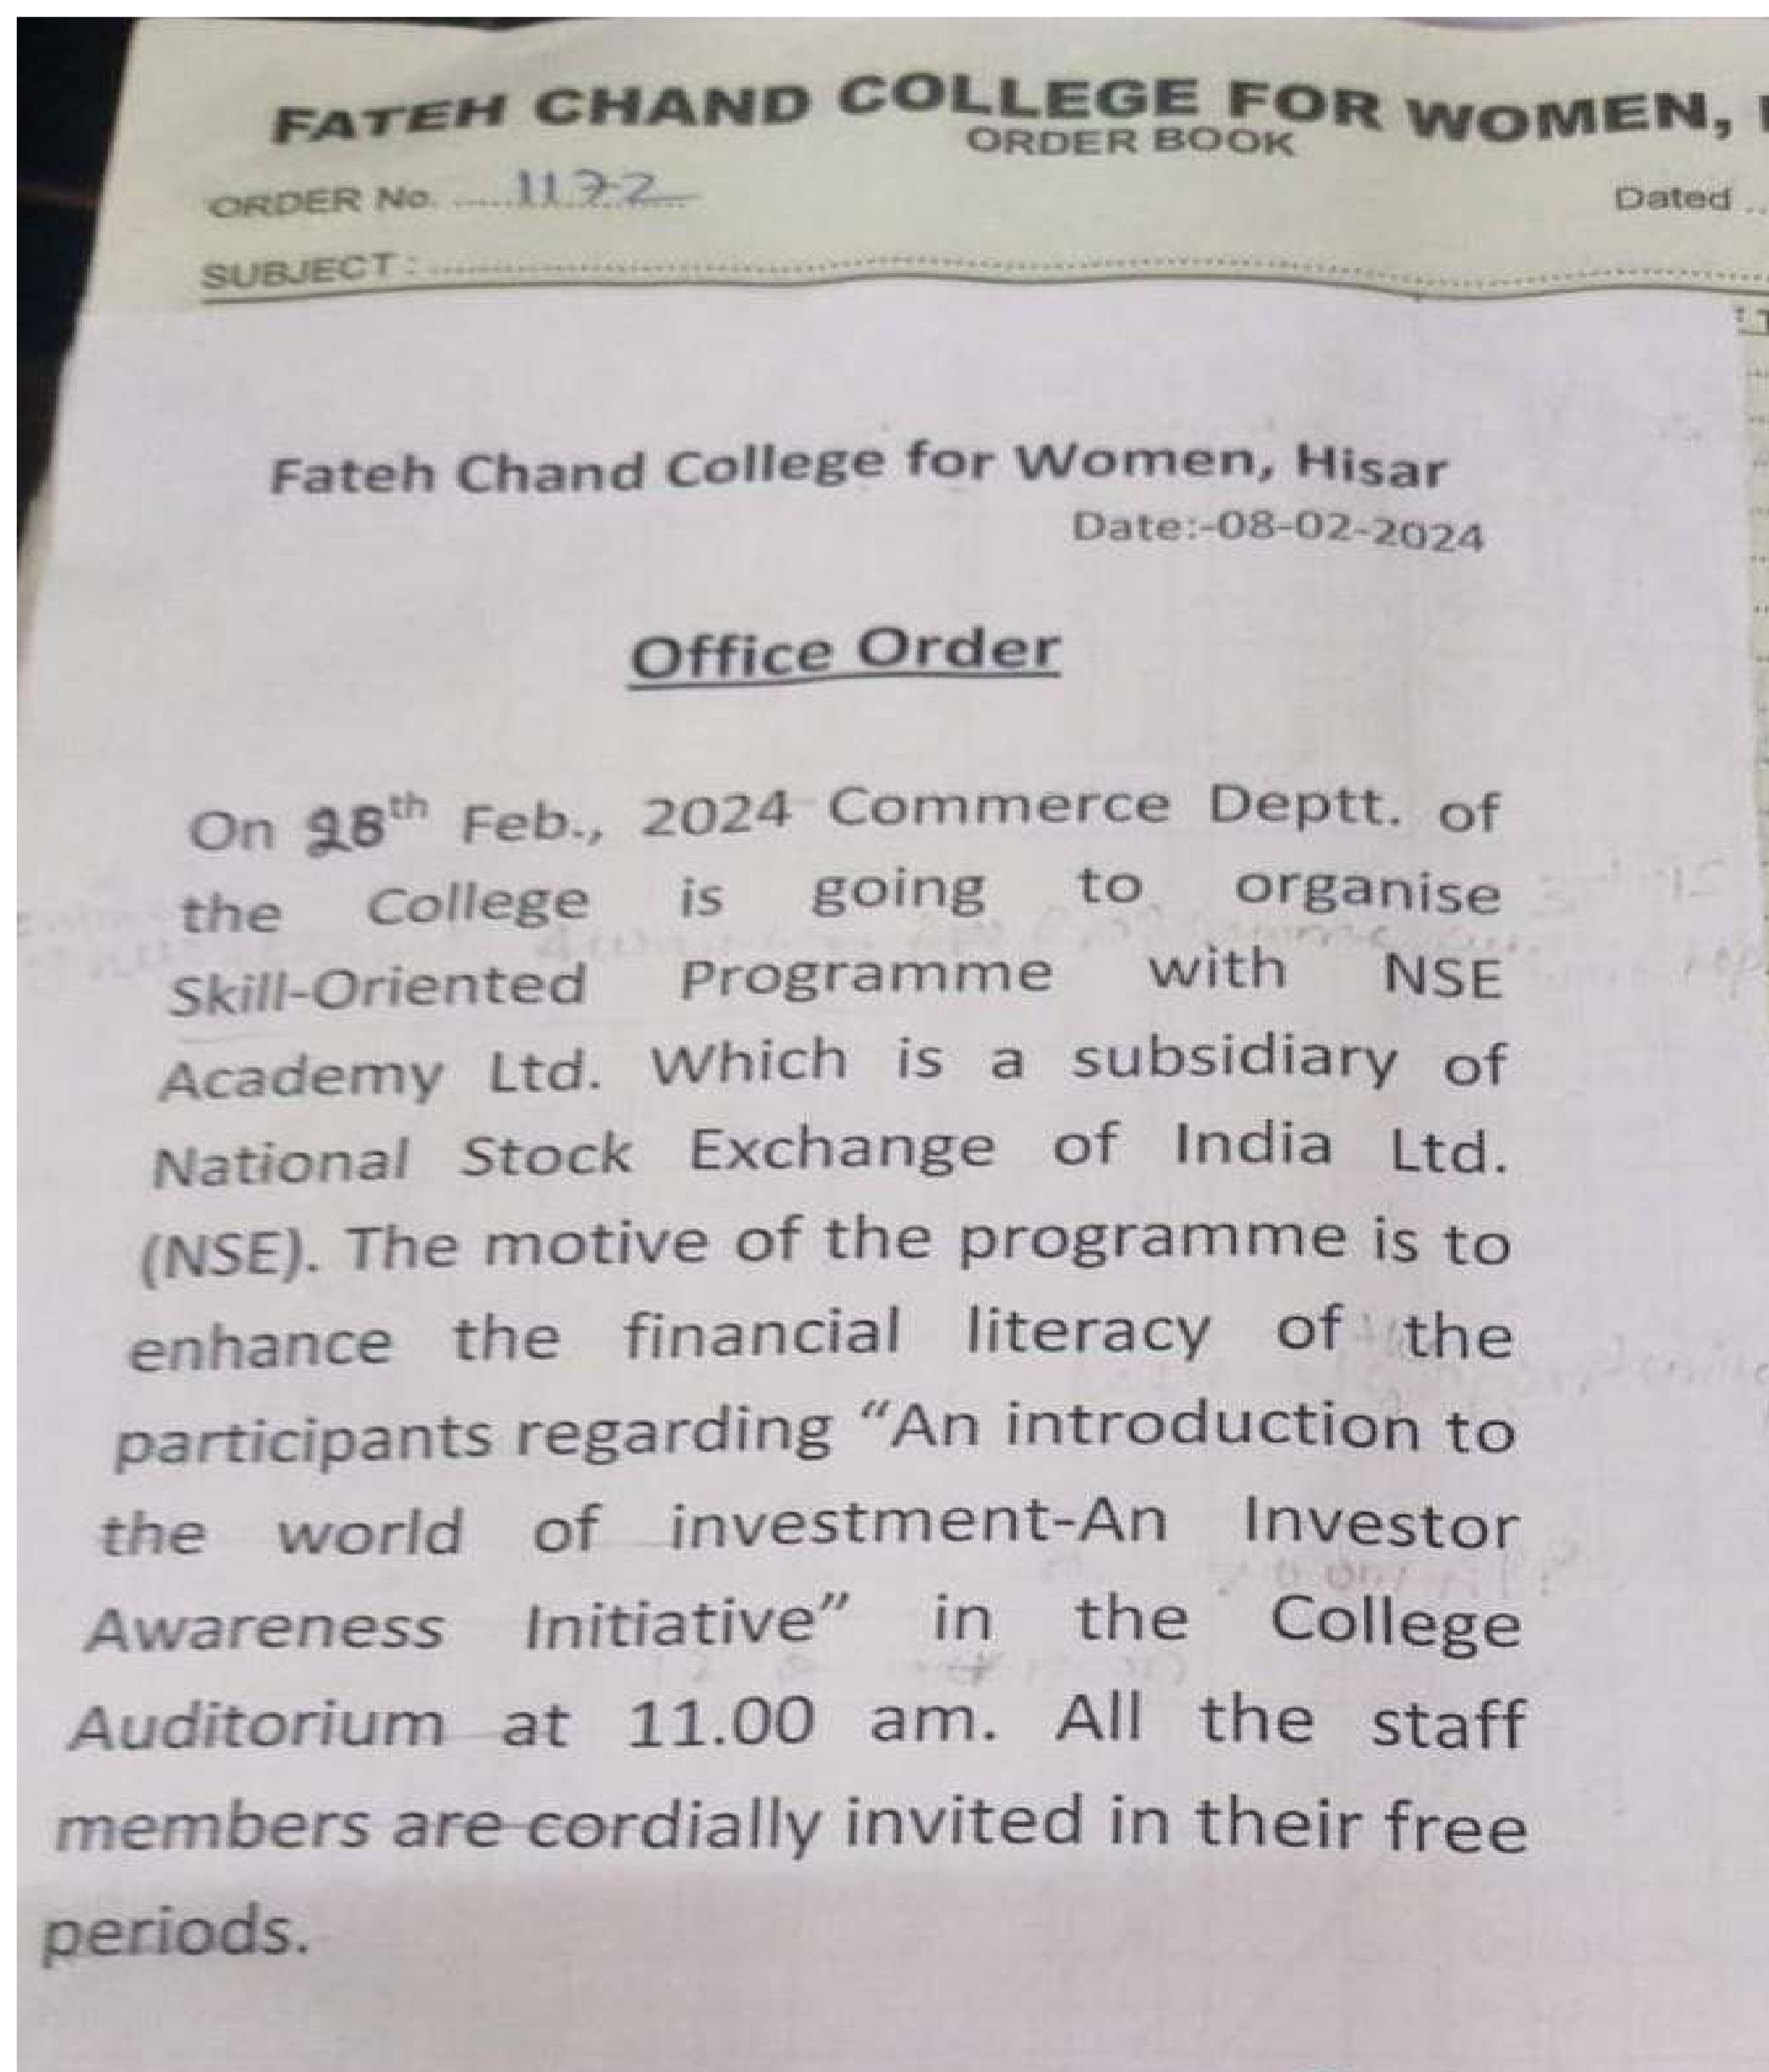 FATEH CHAND COLLEGE FOR WOMEN,
ORDER BOOK
ORDER No. .....1172
Dated ..
SUBJECT : ....................
Fateh Chand College for Women, Hisar
Date:-08-02-2024
Office Order
On th Feb., 2024 Commerce Deptt. of
the College is going to organise
Skill-Oriented Programme with NSE
Academy Ltd. Which is a subsidiary of
National Stock Exchange of India Ltd.
(NSE). The motive of the programme is to
enhance the financial literacy of the
participants regarding “An introduction to
the world of investment-An Investor
Awareness Initiative” in the College
Auditorium at 11.00 am. All the staff
members are cordially invited in their free
periods.